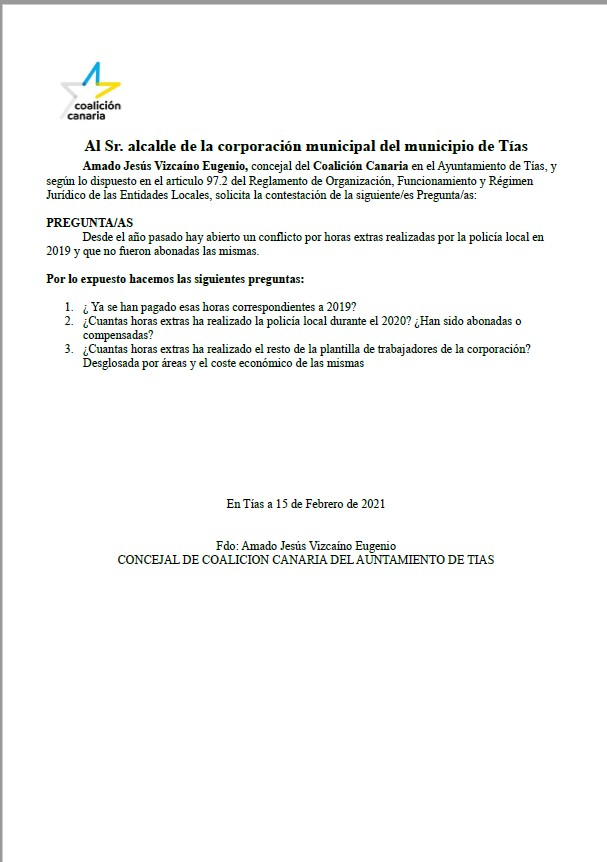 coalición
canaria
Al Sr. alcalde de la corporación municipal del municipio de Tías
Amado Jesús Vizcaíno Eugenio, concejal del Coalición Canaria en el Ayuntamiento de Tías, y
según lo dispuesto en el articulo 97.2 del Reglamento de Organización, Funcionamiento y Régimen
Jurídico de las Entidades Locales, solicita la contestación de la siguiente/es Pregunta/as:
PREGUNTA/AS
Desde el año pasado hay abierto un conflicto por horas extras realizadas por la policía local en
2019 y que no fueron abonadas las mismas.
Por lo expuesto hacemos las siguientes preguntas:
1. ¿ Ya se han pagado esas horas correspondientes a 2019?
2. ¿Cuantas horas extras ha realizado la policía local durante el 2020? ¿Han sido abonadas o
compensadas?
3. ¿Cuantas horas extras ha realizado el resto de la plantilla de trabajadores de la corporación?
Desglosada por áreas y el coste económico de las mismas
En Tías a 15 de Febrero de 2021
Fdo: Amado Jesús Vizcaíno Eugenio
CONCEJAL DE COALICION CANARIA DEL AUNTAMIENTO DE TIAS